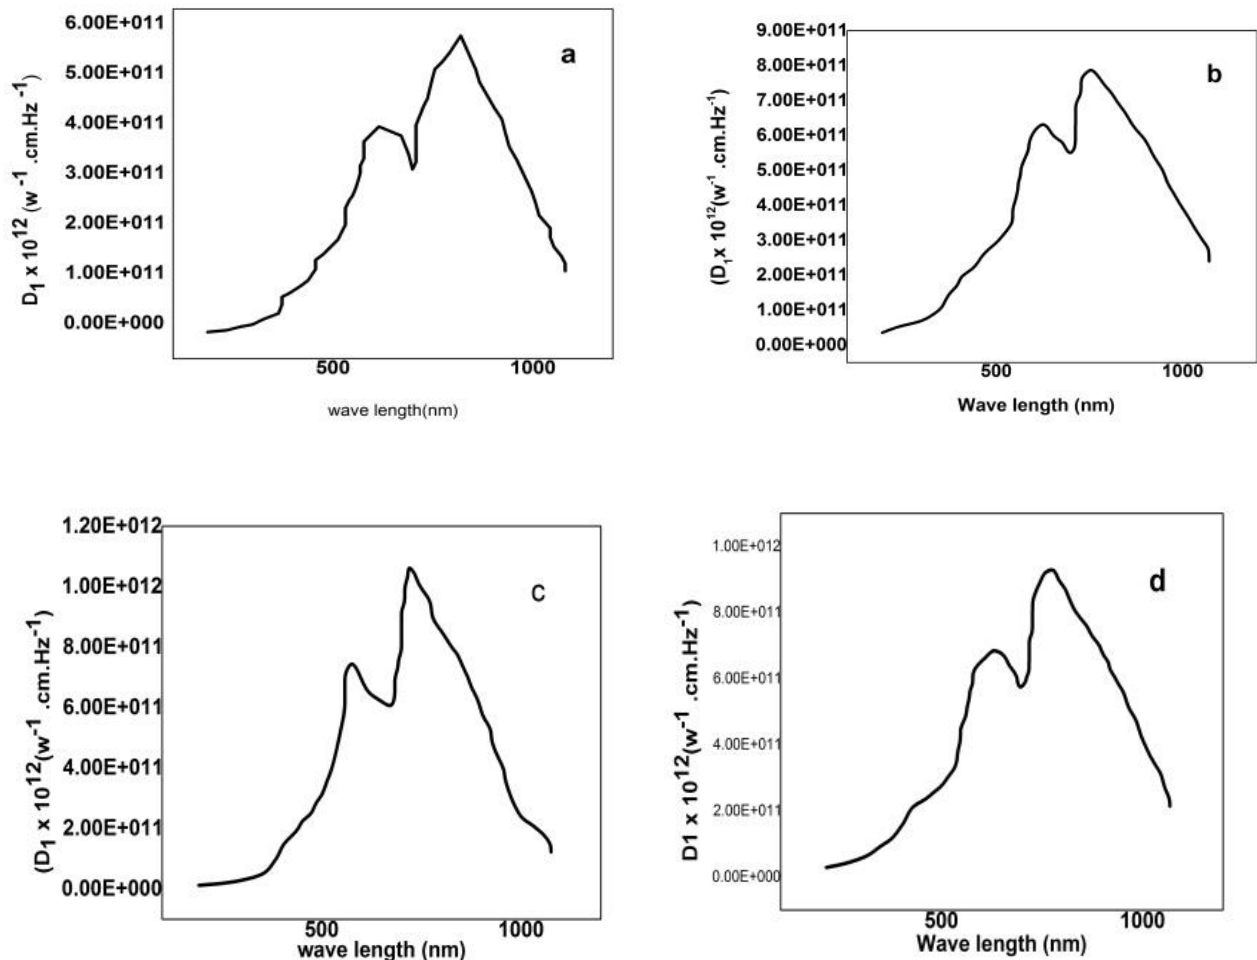 6.00E+011
5.00E+011
4.00E+011
3.00E+011
2.00E+011
1.00E+011
0.00E+000
D1 x 10^12 (w^-1 .cm.Hz^-1)
a
500 1000
wave length(nm)
9.00E+011
8.00E+011
7.00E+011
6.00E+011
5.00E+011
4.00E+011
3.00E+011
2.00E+011
1.00E+011
0.00E+000
(D1x 10^12(w^-1 .cm.Hz^-1)
b
500 1000
Wave length (nm)
1.20E+012
1.00E+012
8.00E+011
6.00E+011
4.00E+011
2.00E+011
0.00E+000
(D1 x 10^12(w^-1 .cm.Hz^-1)
c
500 1000
wave length (nm)
1.00E+012
8.00E+011
6.00E+011
4.00E+011
2.00E+011
0.00E+000
D1 x 10^12(w^-1 .cm.Hz^-1)
d
500 1000
Wave length (nm)